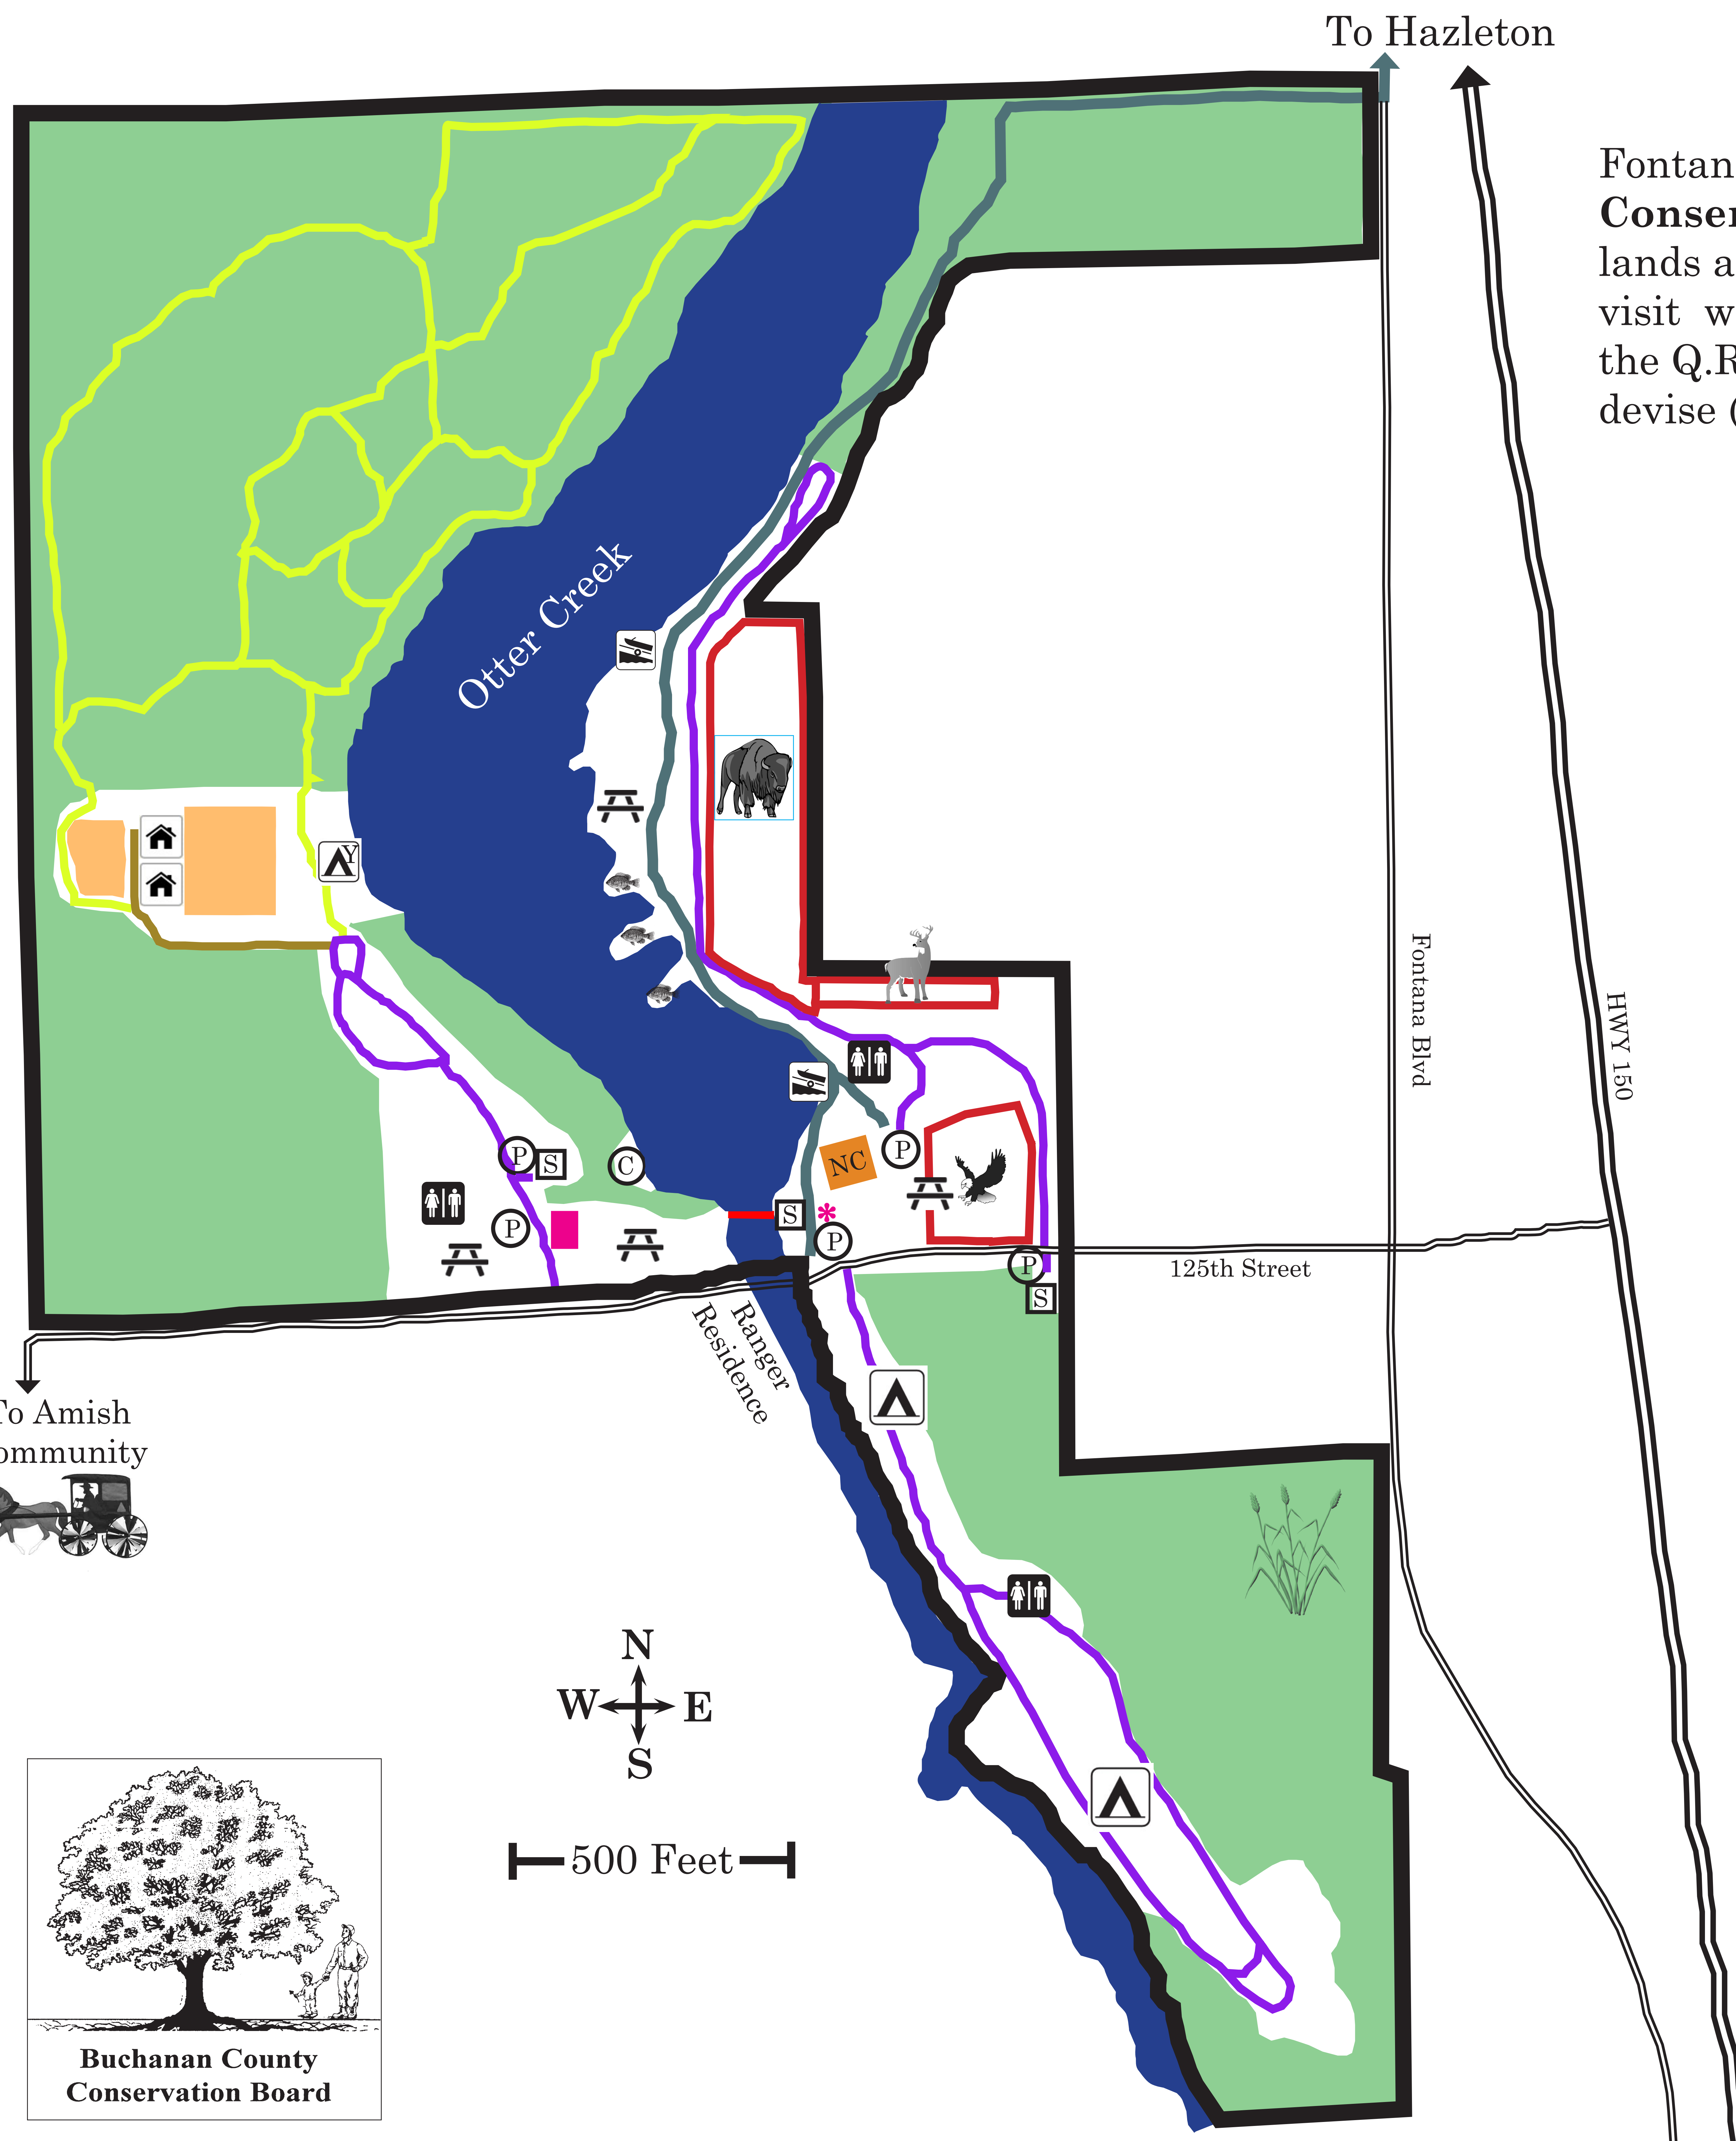 To Hazleton
Fontan
Conser
lands a
visit w
the Q.R
devise (
Otter Creek
Y
Fontana Blvd
HWY 150
P
S
C
NC
P
S
P
P
P
S
125th Street
Ranger
Residence
To Amish
ommunity
N
W E
S
500 Feet
Buchanan County
Conservation Board